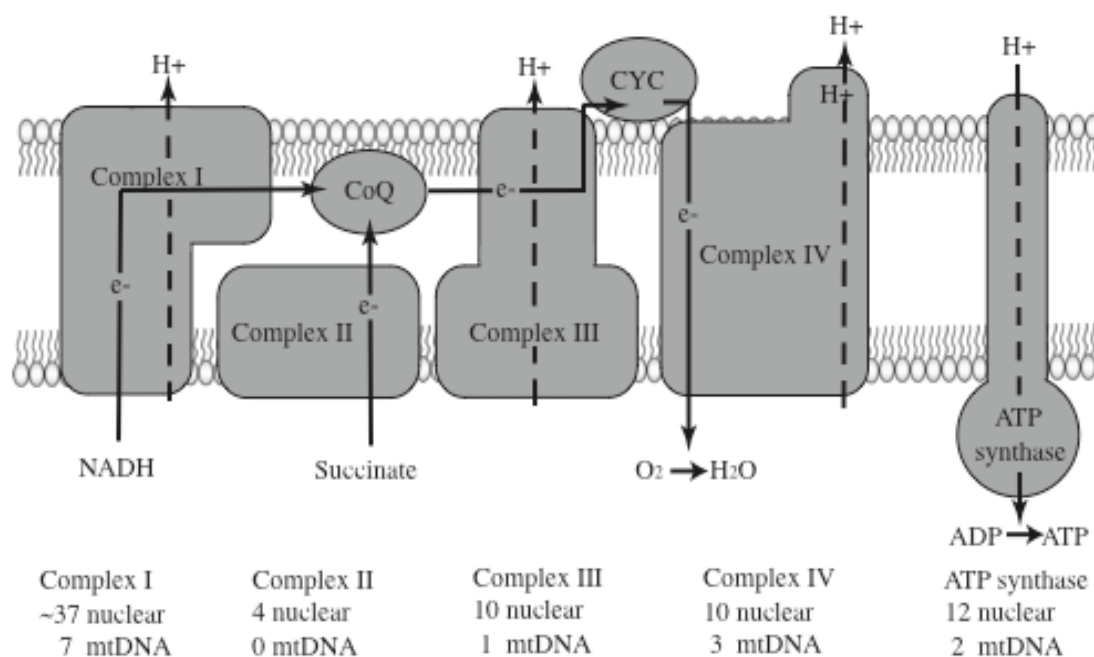 H+
H+
H+
H+
H+
CYC
Complex I
CoQ
e-
e-
e-
e-
e-
Complex II
Complex III
Complex IV
ATP
synthase
NADH
Succinate
O2 → H2O
ADP → ATP
Complex I
~37 nuclear
7 mtDNA
Complex II
4 nuclear
0 mtDNA
Complex III
10 nuclear
1 mtDNA
Complex IV
10 nuclear
3 mtDNA
ATP synthase
12 nuclear
2 mtDNA